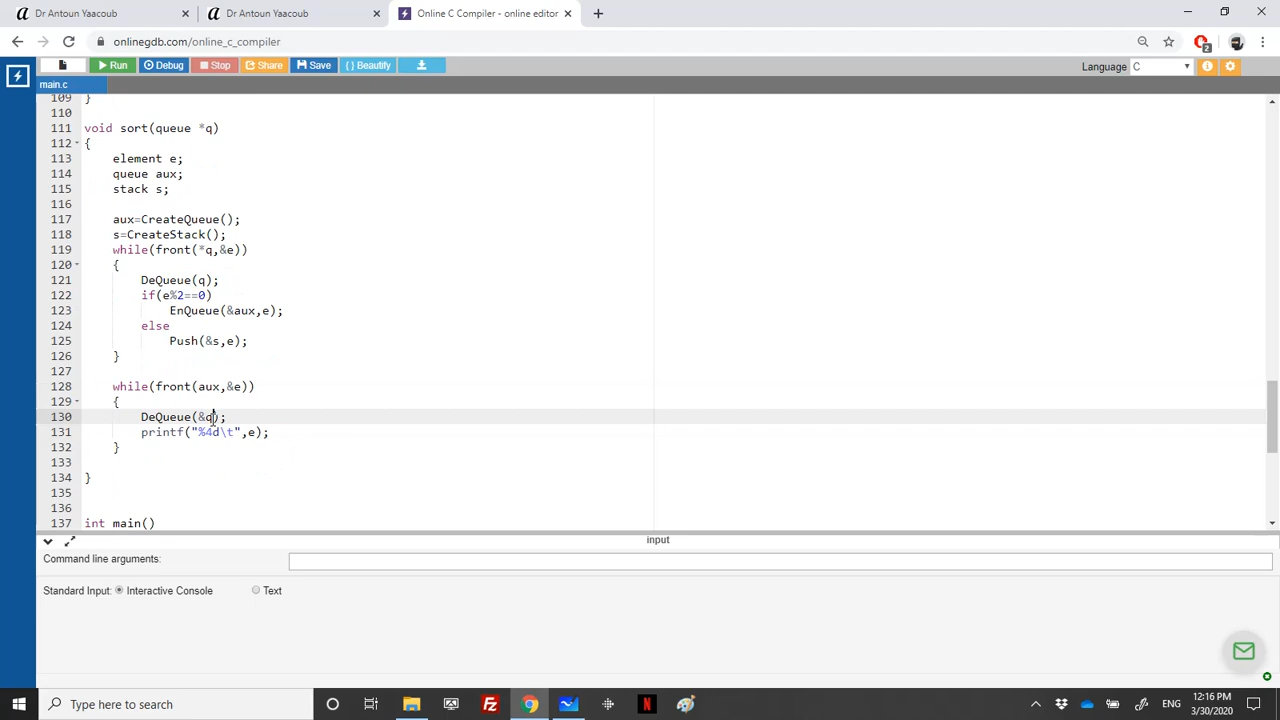 Dr Antoun Yaacoub
Dr Antoun Yaacoub
Online C Compiler - online editor
onlinegdb.com/online_c_compiler
2
Run
Debug
Stop
Share
Save
{ } Beautify
Language
C
main.c
109 }
110
111 void sort(queue *q)
112 {
113 element e;
114 queue aux;
115 stack s;
116
117 aux=CreateQueue();
118 s=CreateStack();
119 while(front(*q,&e))
120 {
121 DeQueue(q);
122 if(e%2==0)
123 EnQueue(&aux,e);
124 else
125 Push(&s,e);
126 }
127
128 while(front(aux,&e))
129 {
130 DeQueue(&q);
131 printf("%4d\t",e);
132 }
133
134 }
135
136
137 int main()
input
Command line arguments:
Standard Input: Interactive Console Text
Type here to search
ENG
12:16 PM
3/30/2020